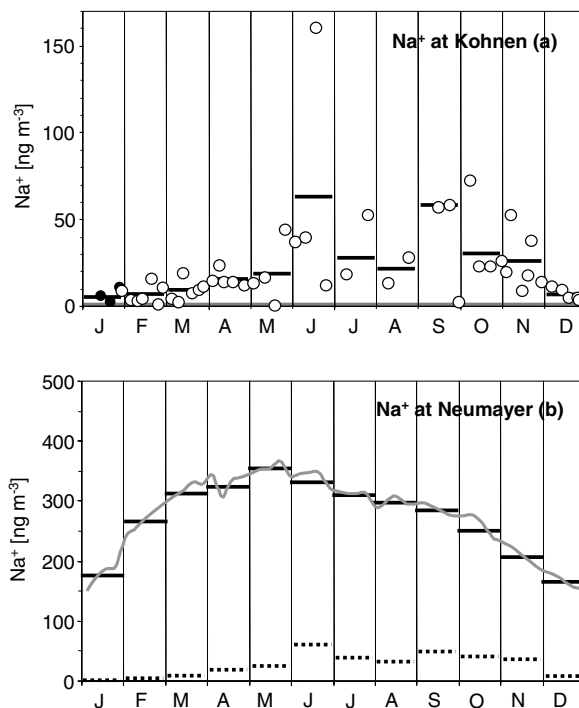 Na⁺ at Kohnen (a)
Na⁺ [ng m⁻³]
150
100
50
0
J F M A M J J A S O N D
Na⁺ at Neumayer (b)
Na⁺ [ng m⁻³]
500
400
300
200
100
0
J F M A M J J A S O N D